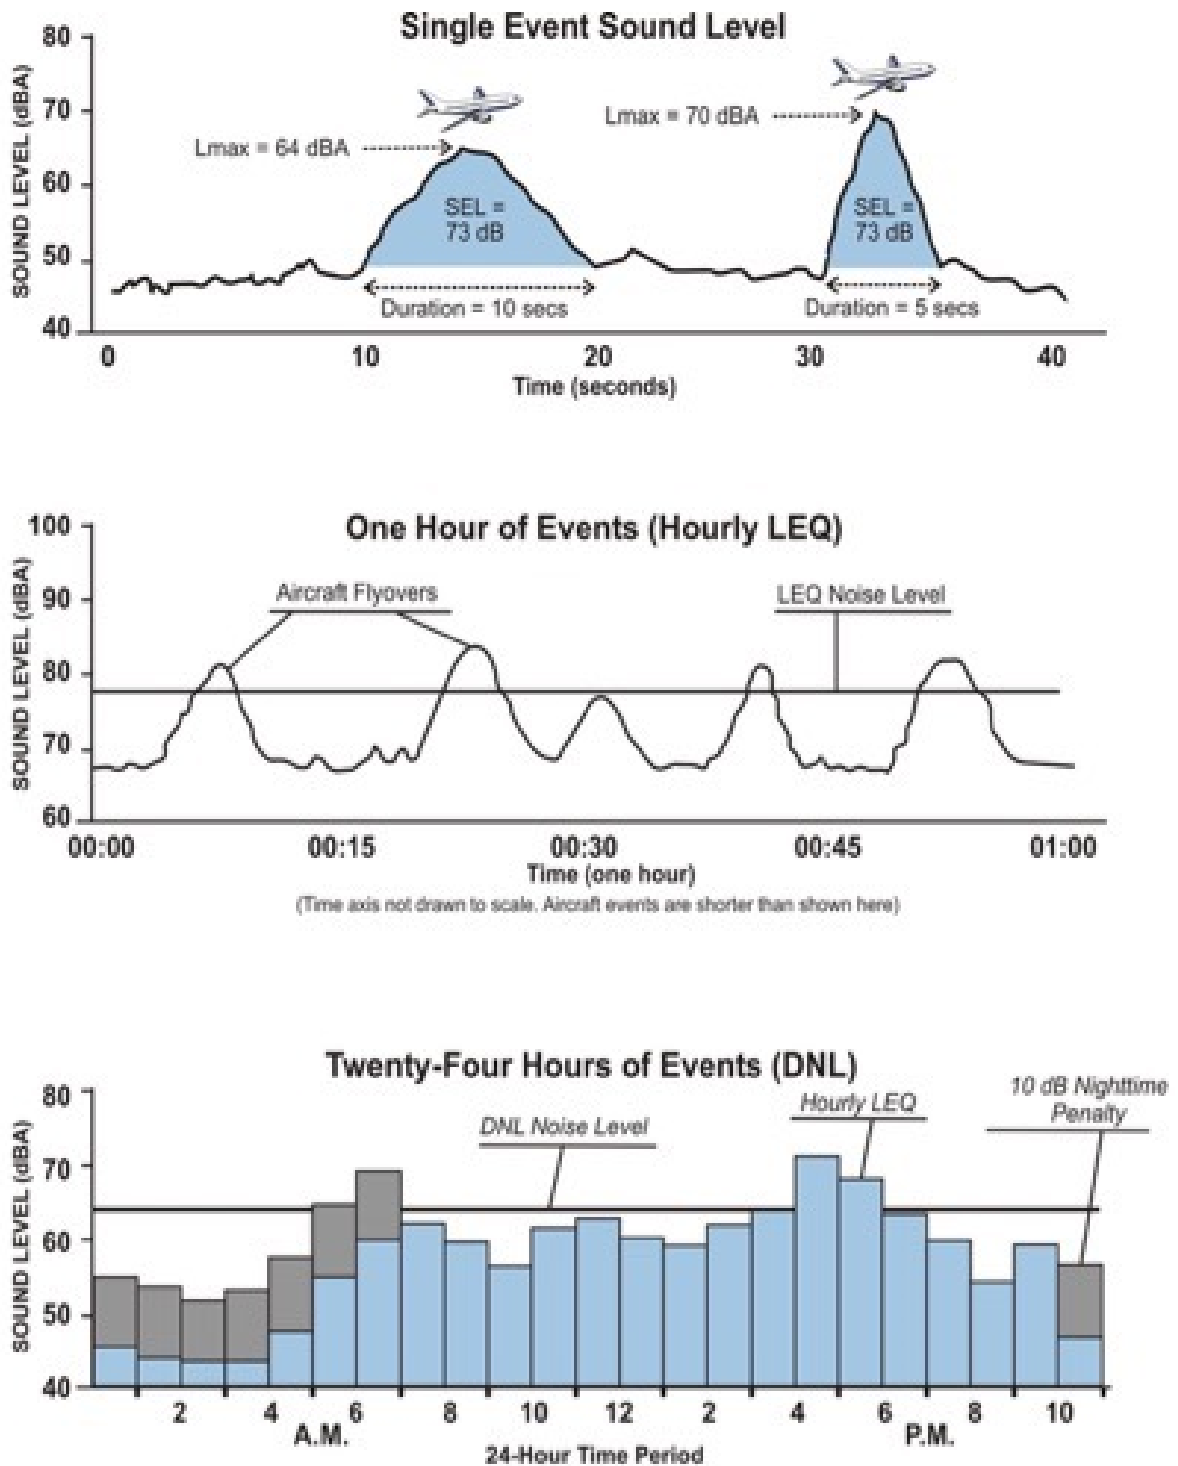 Single Event Sound Level
SOUND LEVEL (dBA)
80
70
60
50
40
Lmax = 64 dBA
Lmax = 70 dBA
SEL =
73 dB
SEL =
73 dB
Duration = 10 secs
Duration = 5 secs
0 10 20 30 40
Time (seconds)
One Hour of Events (Hourly LEQ)
SOUND LEVEL (dBA)
100
90
80
70
60
Aircraft Flyovers
LEQ Noise Level
00:00 00:15 00:30 00:45 01:00
Time (one hour)
(Time axis not drawn to scale. Aircraft events are shorter than shown here)
Twenty-Four Hours of Events (DNL)
SOUND LEVEL (dBA)
80
70
60
50
40
DNL Noise Level
Hourly LEQ
10 dB Nighttime
Penalty
2 4 6 8 10 12 2 4 6 8 10
A.M. P.M.
24-Hour Time Period